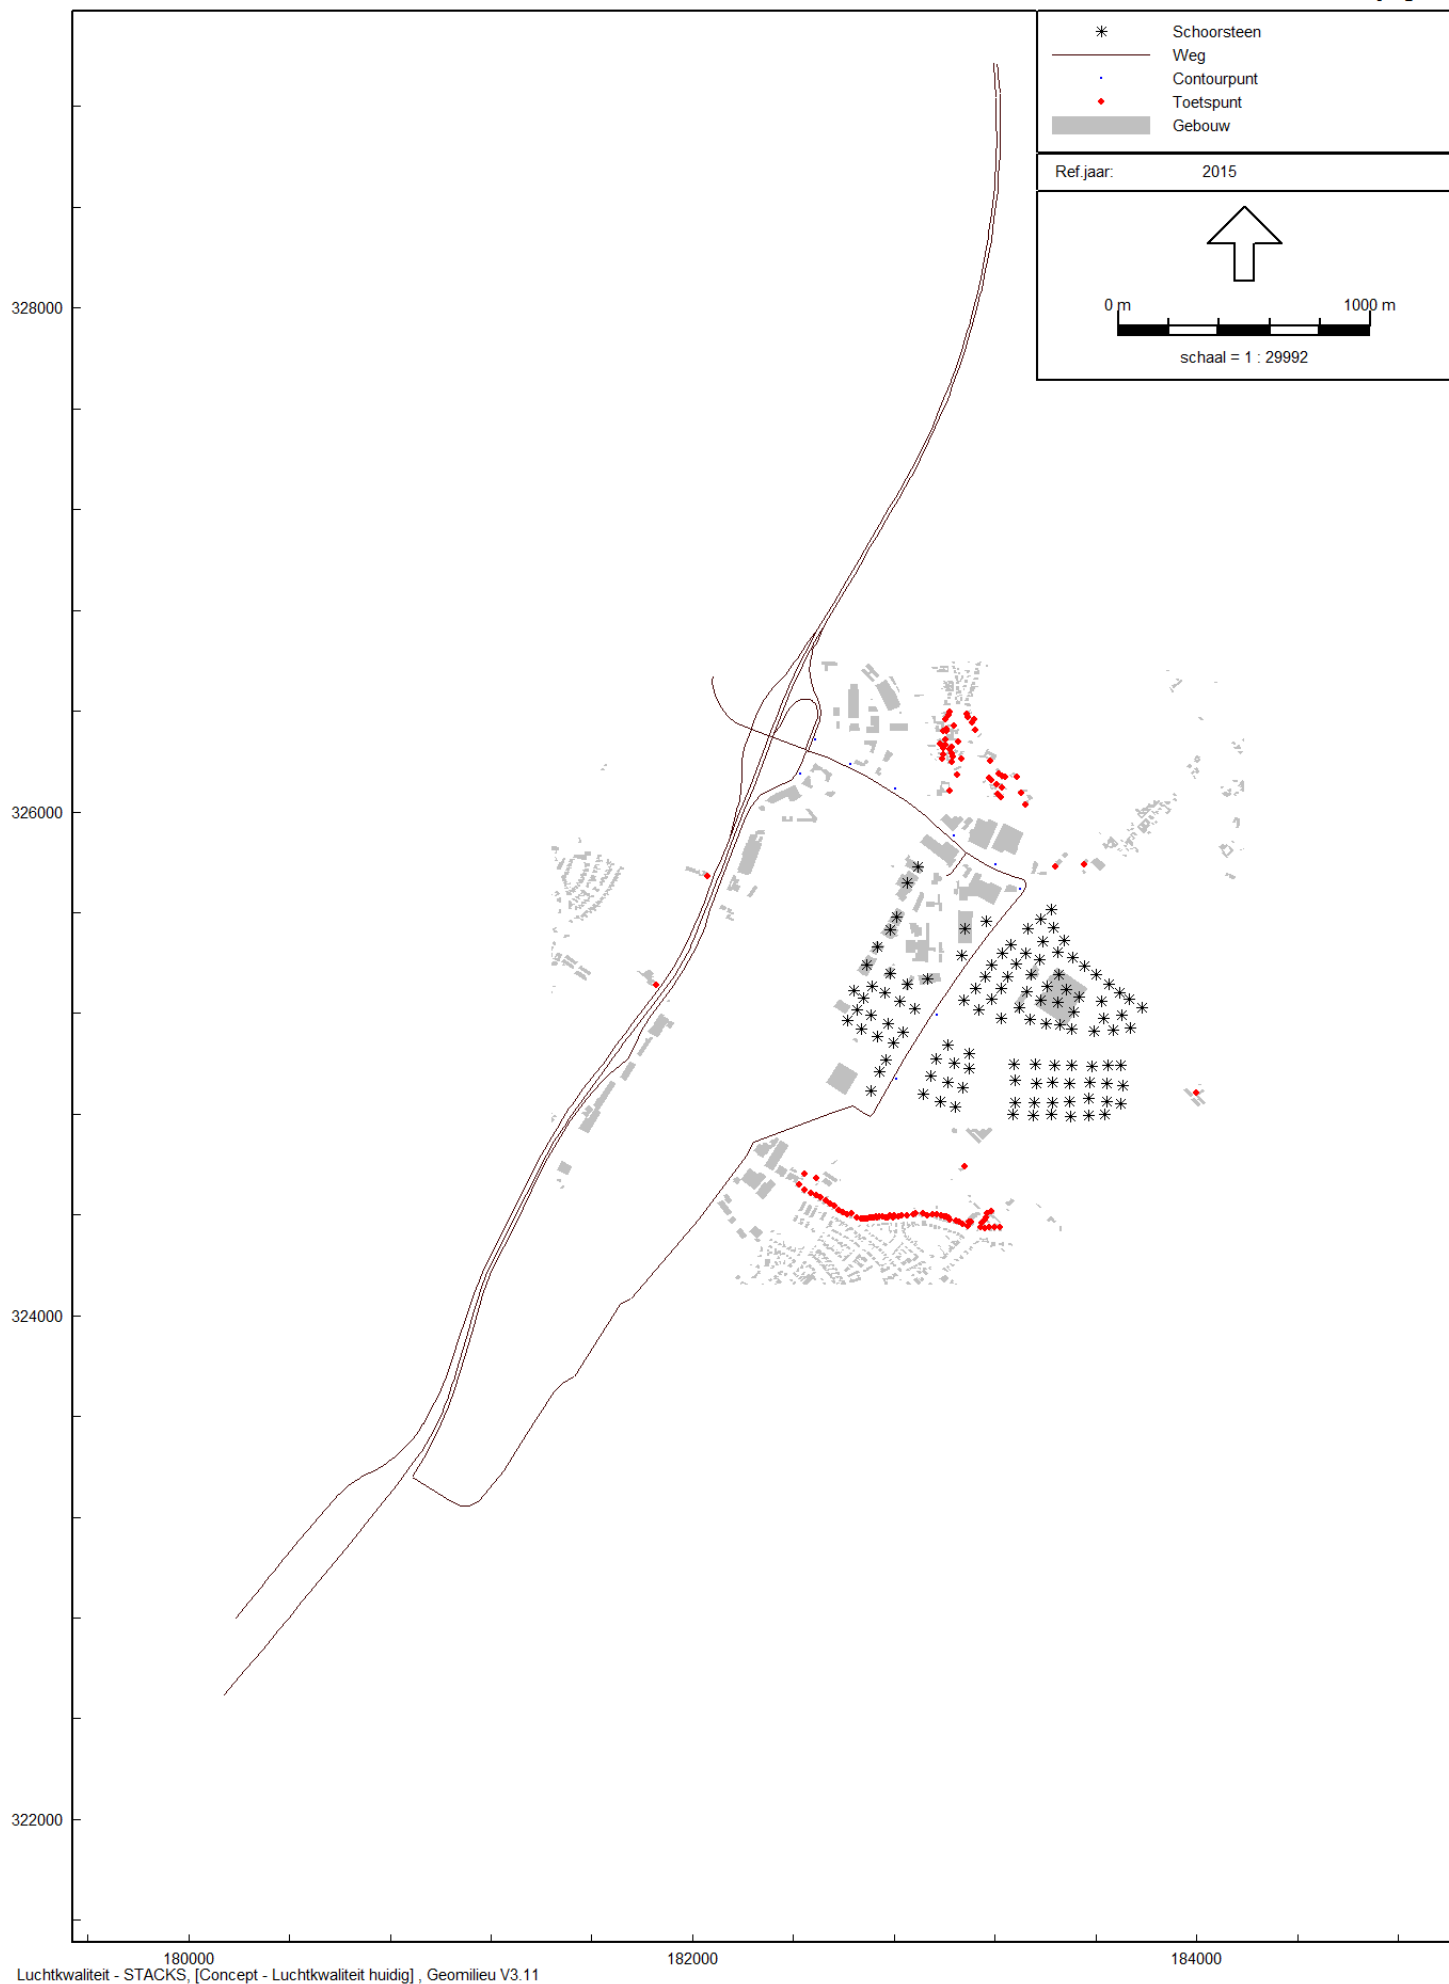 Schoorsteen
Weg
Contourpunt
Toetspunt
Gebouw
Ref.jaar: 2015
0 m 1000 m
schaal = 1 : 29992
328000
326000
324000
322000
180000 182000 184000
Luchtkwaliteit - STACKS, [Concept - Luchtkwaliteit huidig] , Geomilieu V3.11